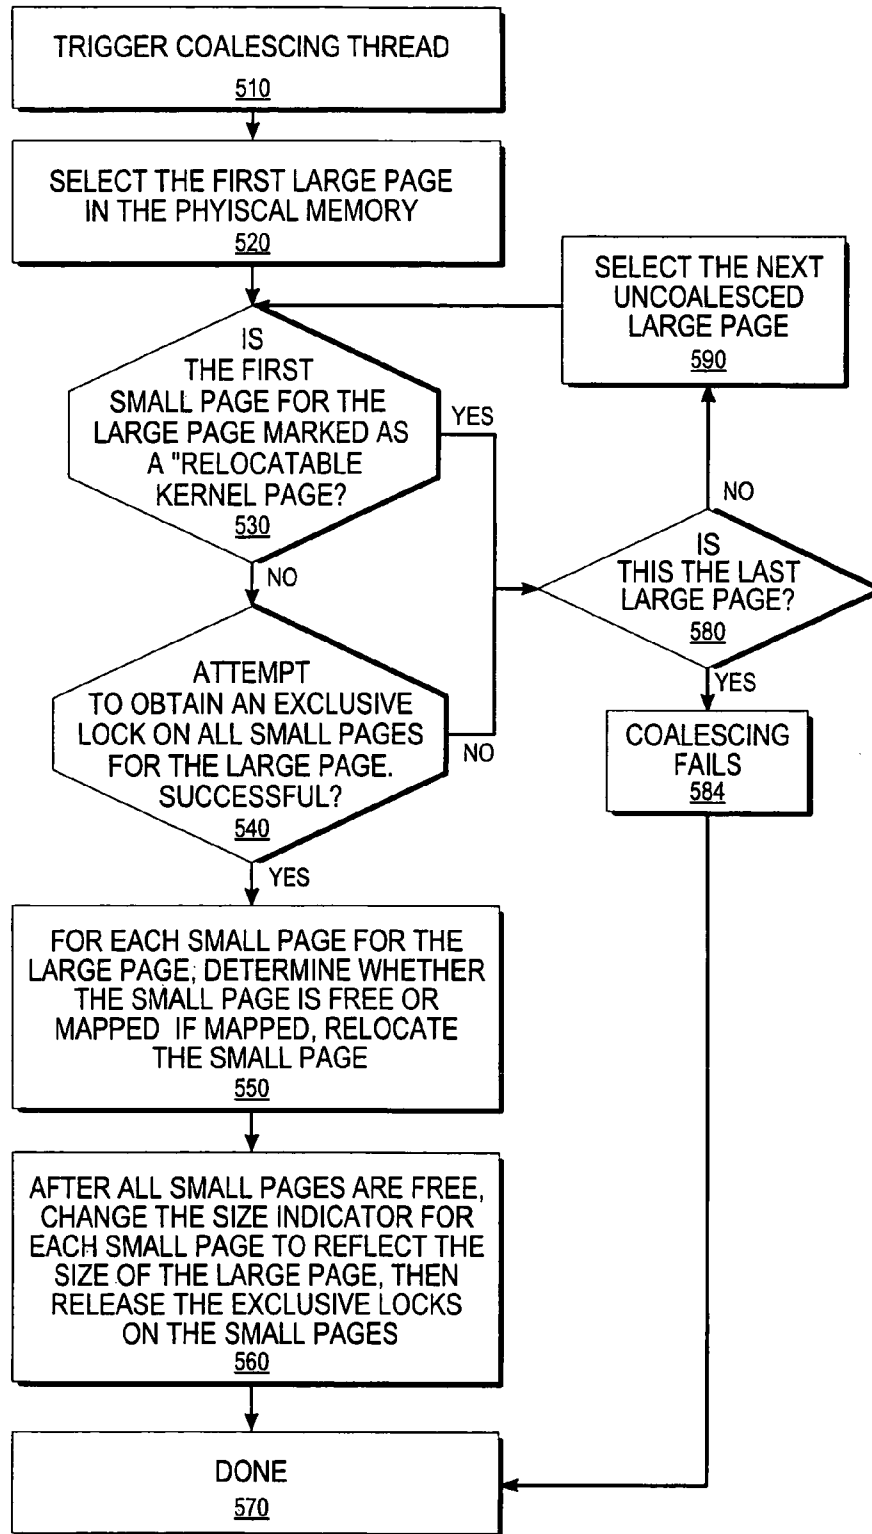 TRIGGER COALESCING THREAD
510
SELECT THE FIRST LARGE PAGE
IN THE PHYISCAL MEMORY
520
SELECT THE NEXT
UNCOALESCED
LARGE PAGE
590
IS
THE FIRST
SMALL PAGE FOR THE
LARGE PAGE MARKED AS
A "RELOCATABLE
KERNEL PAGE?
530
YES
NO
NO
IS
THIS THE LAST
LARGE PAGE?
580
YES
ATTEMPT
TO OBTAIN AN EXCLUSIVE
LOCK ON ALL SMALL PAGES
FOR THE LARGE PAGE.
SUCCESSFUL?
540
NO
YES
COALESCING
FAILS
584
FOR EACH SMALL PAGE FOR THE
LARGE PAGE; DETERMINE WHETHER
THE SMALL PAGE IS FREE OR
MAPPED IF MAPPED, RELOCATE
THE SMALL PAGE
550
AFTER ALL SMALL PAGES ARE FREE,
CHANGE THE SIZE INDICATOR FOR
EACH SMALL PAGE TO REFLECT THE
SIZE OF THE LARGE PAGE, THEN
RELEASE THE EXCLUSIVE LOCKS
ON THE SMALL PAGES
560
DONE
570